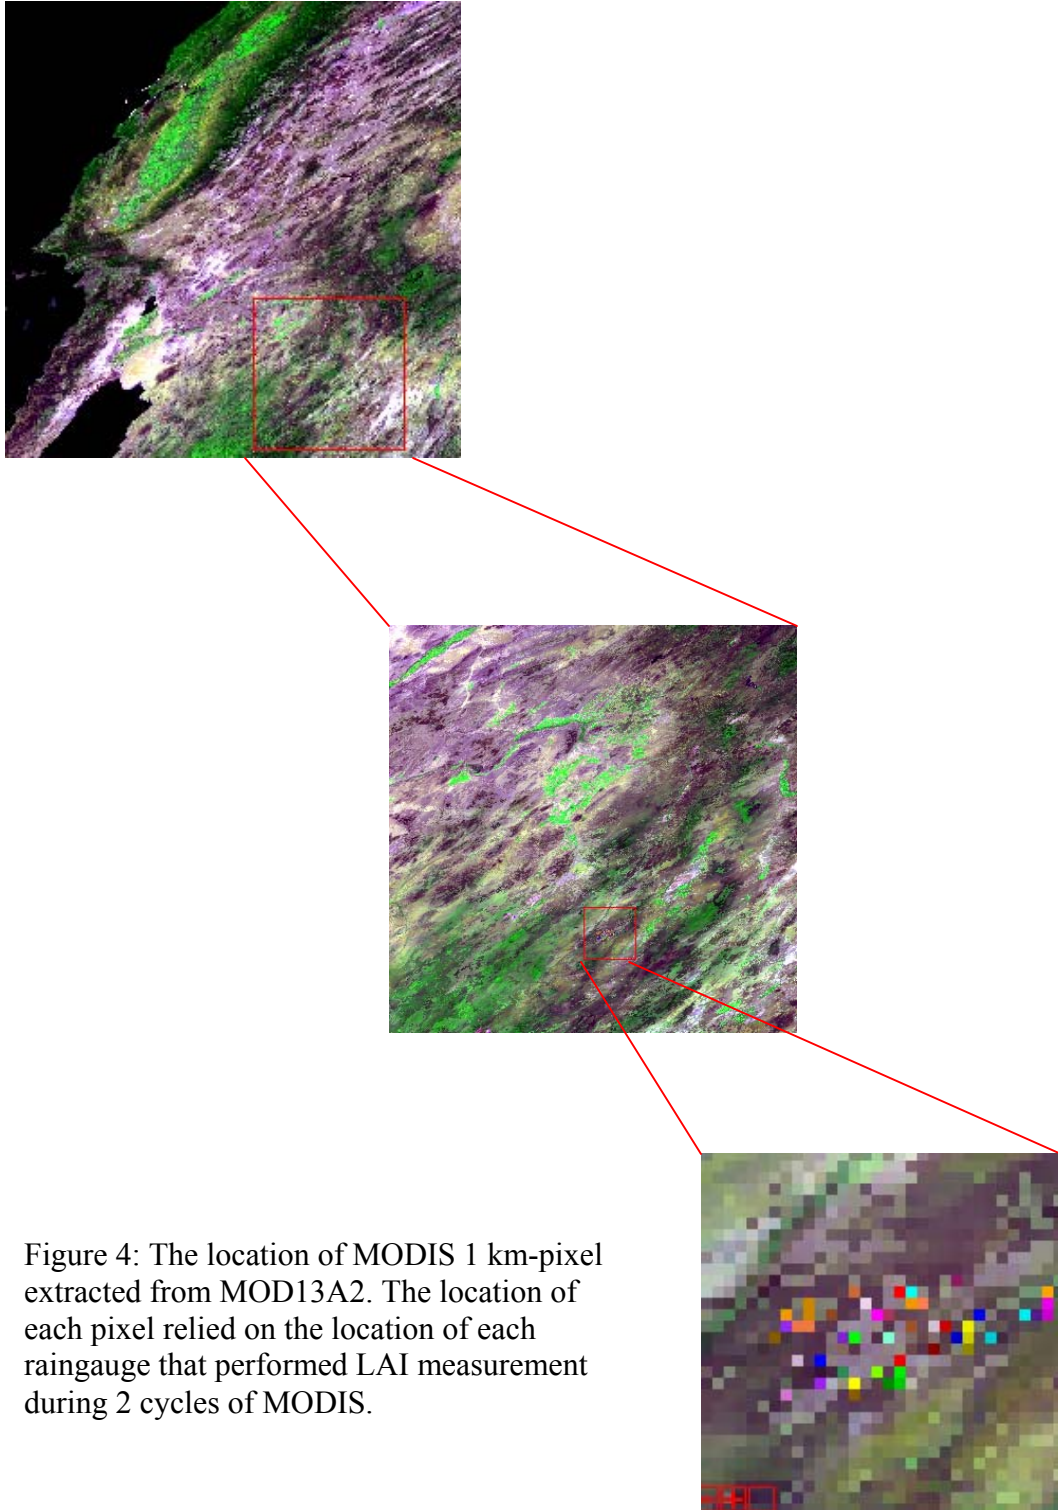 Figure 4: The location of MODIS 1 km-pixel
extracted from MOD13A2. The location of
each pixel relied on the location of each
raingauge that performed LAI measurement
during 2 cycles of MODIS.